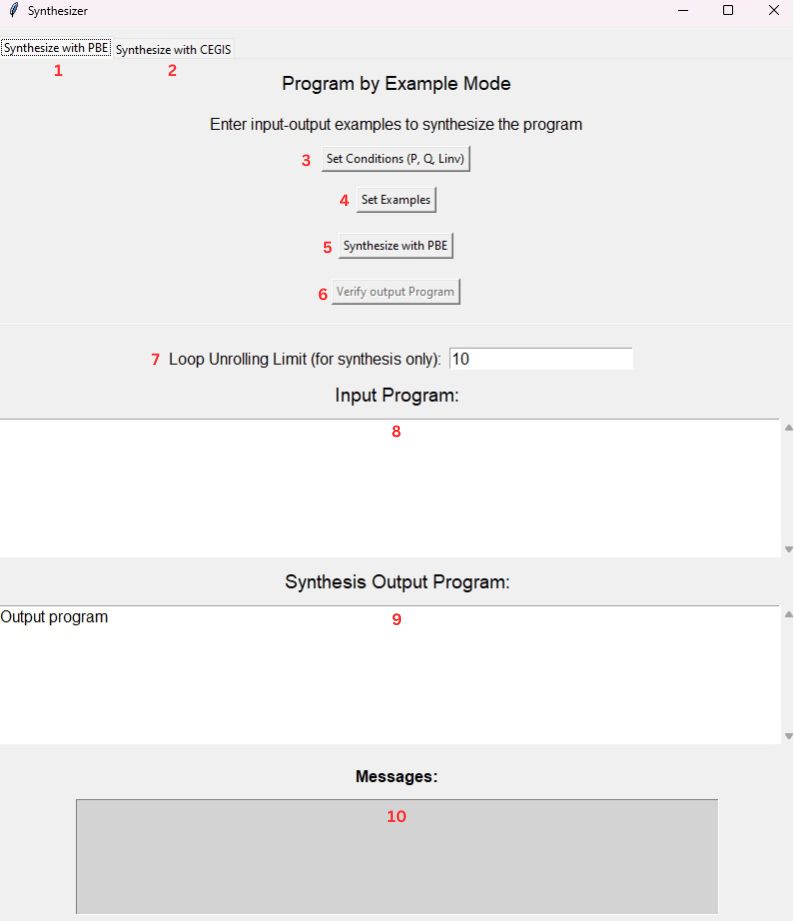 Synthesizer
Synthesize with PBE Synthesize with CEGIS
1 2
Program by Example Mode
Enter input-output examples to synthesize the program
3 Set Conditions (P, Q, Linv)
4 Set Examples
5 Synthesize with PBE
6 Verify output Program
7 Loop Unrolling Limit (for synthesis only): 10
Input Program:
8
Synthesis Output Program:
Output program 9
Messages:
10